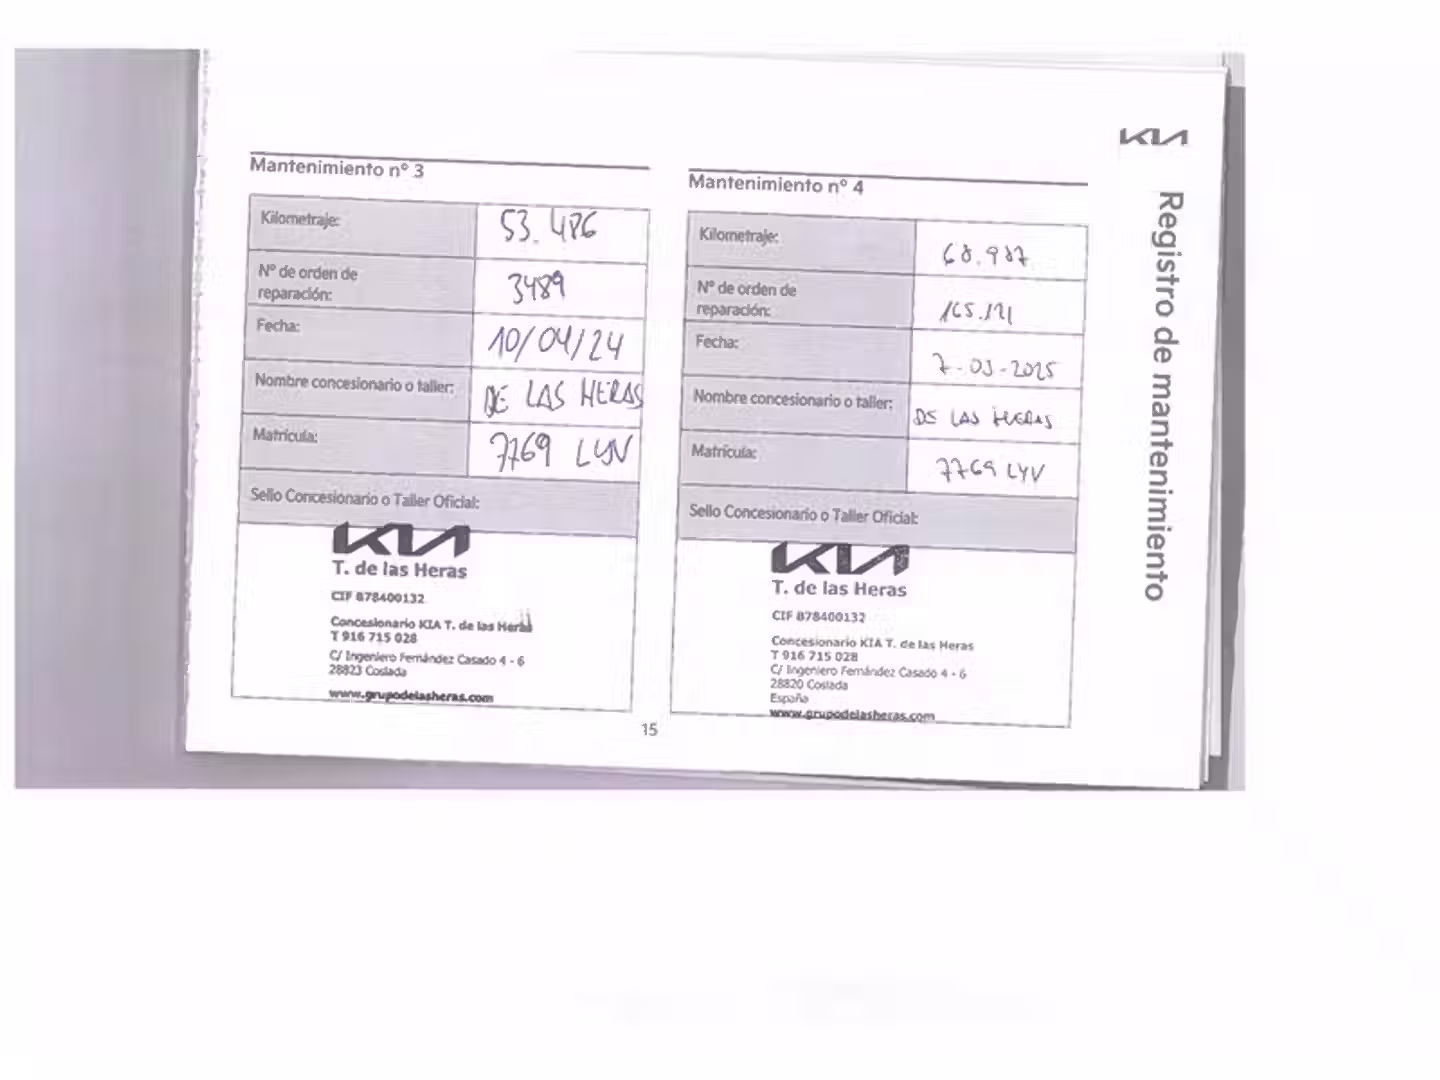 KIA
Registro de mantenimiento
Mantenimiento nº 3
Kilometraje: 53.486
Nº de orden de reparación: 3489
Fecha: 10/04/24
Nombre concesionario o taller: DE LAS HERAS
Matrícula: 7769 LYV
Sello Concesionario o Taller Oficial:
KIA
T. de las Heras
CIF B78400132
Concesionario KIA T. de las Heras
T 916 715 028
C/ Ingeniero Fernández Casado 4 - 6
28823 Coslada
www.grupodelasheras.com
Mantenimiento nº 4
Kilometraje: 68.987
Nº de orden de reparación: 165.121
Fecha: 7-03-2025
Nombre concesionario o taller: DE LAS HERAS
Matrícula: 7769 LYV
Sello Concesionario o Taller Oficial:
KIA
T. de las Heras
CIF B78400132
Concesionario KIA T. de las Heras
T 916 715 028
C/ Ingeniero Fernández Casado 4 - 6
28820 Coslada
España
www.grupodelasheras.com
15